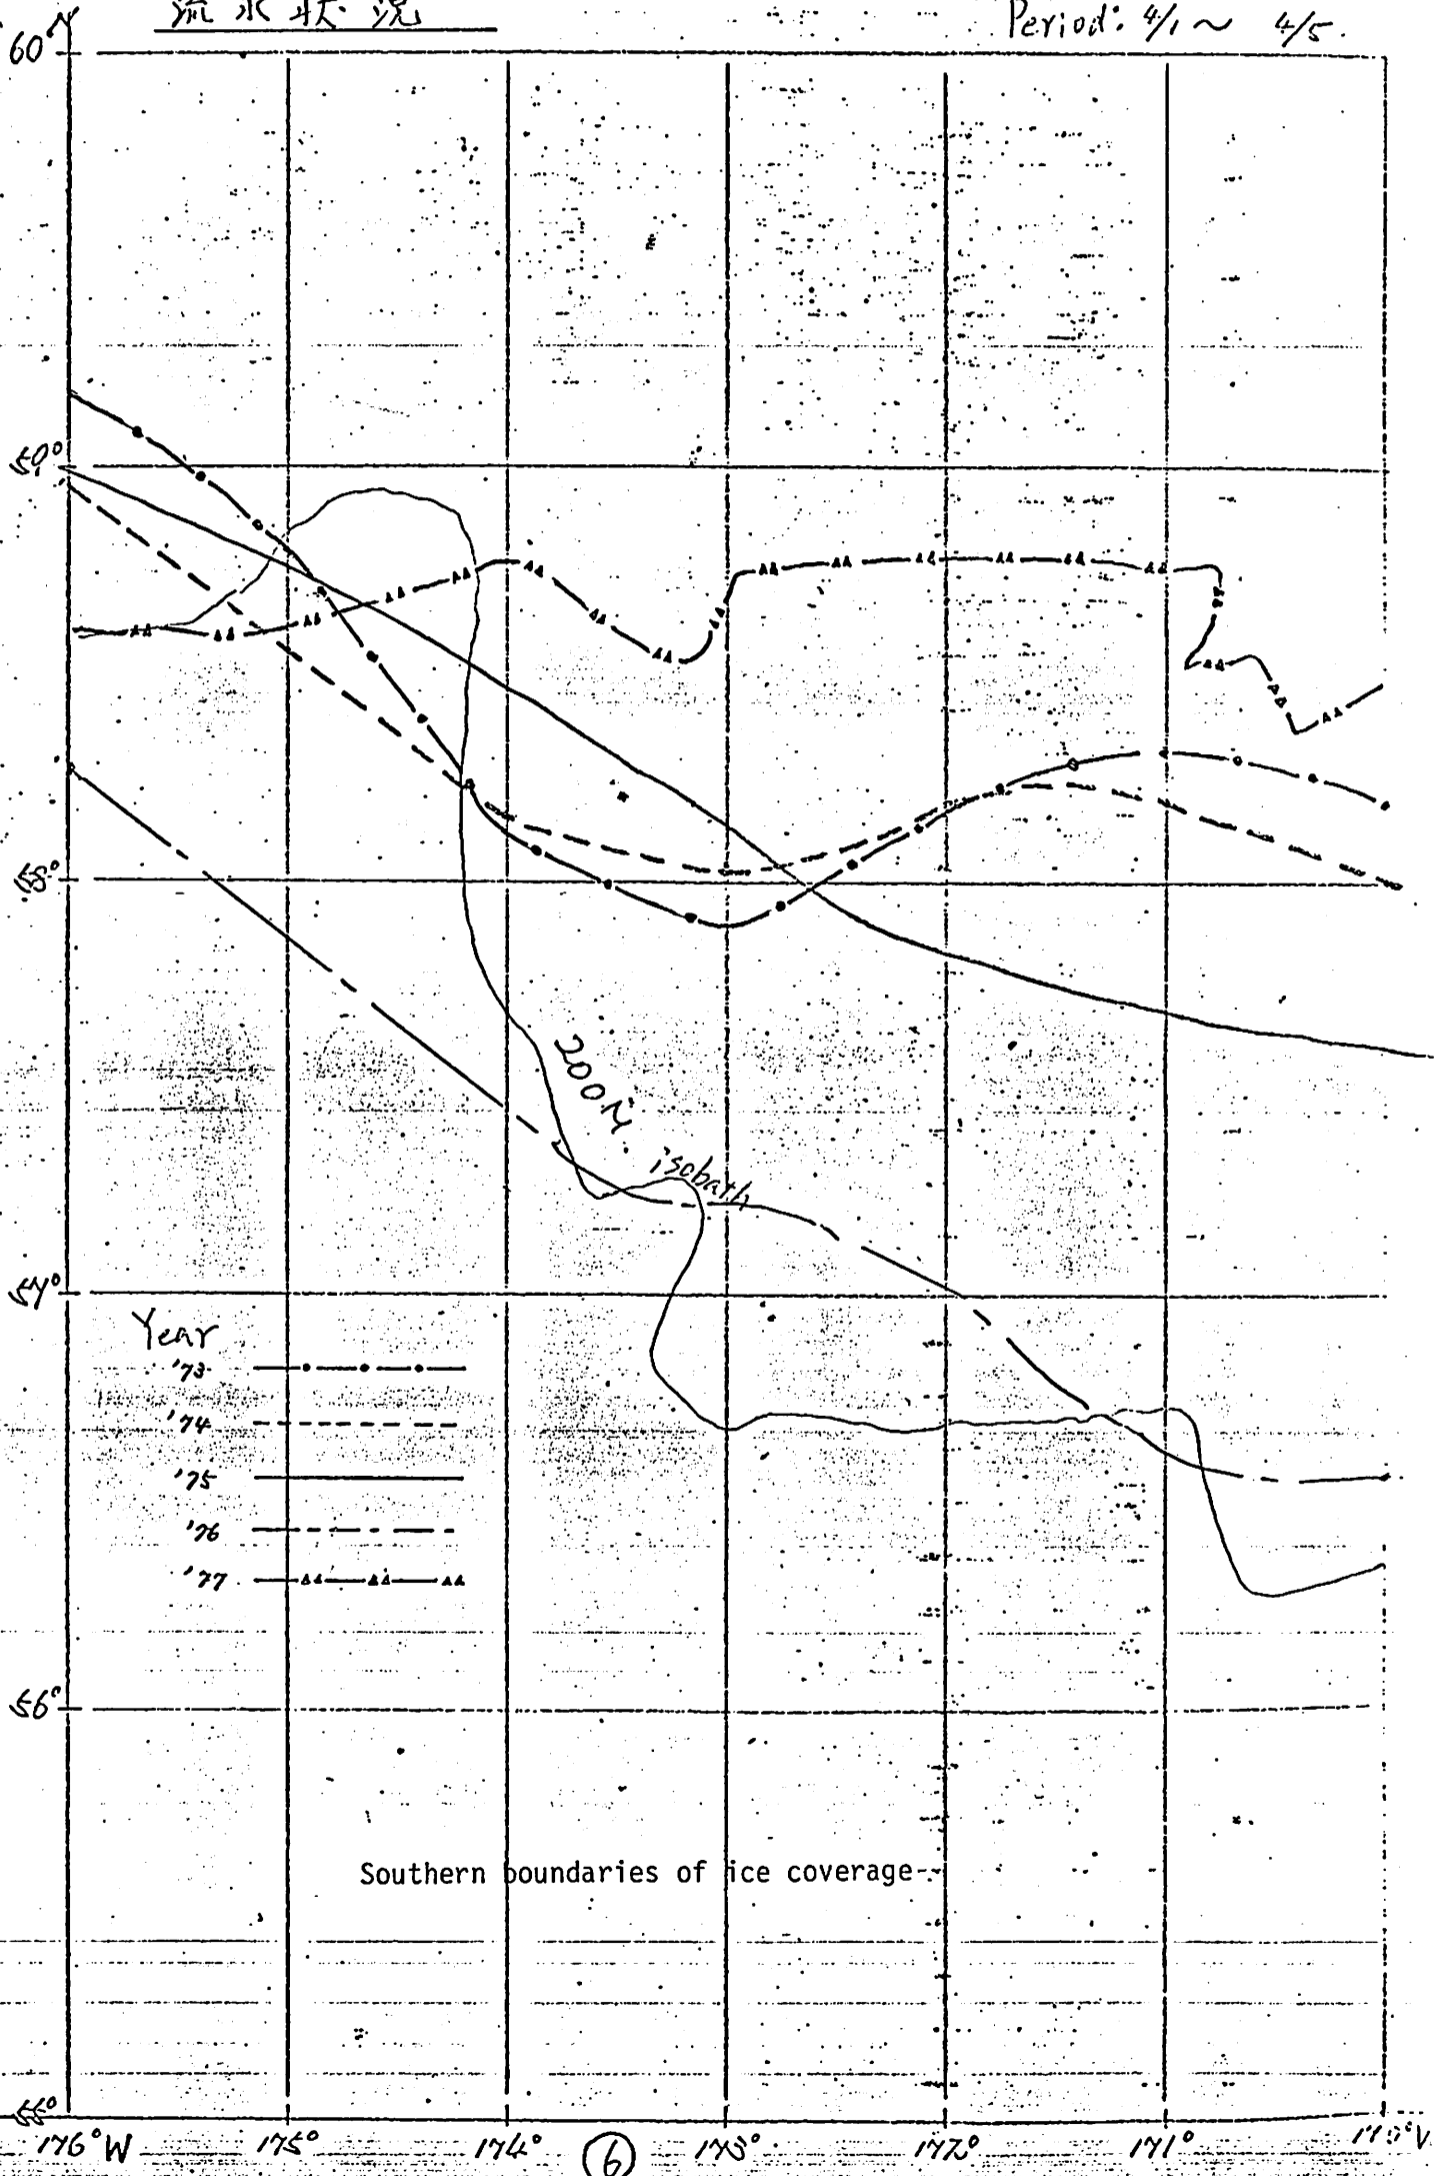 流氷状況
Period: 4/1 ~ 4/5.
60°N
59°
58°
200M. isobath
57°
Year
'73
'74
'75
'76
'77
56°
Southern boundaries of ice coverage
55°
176°W 175° 174° 173° 172° 171° 170°W
6